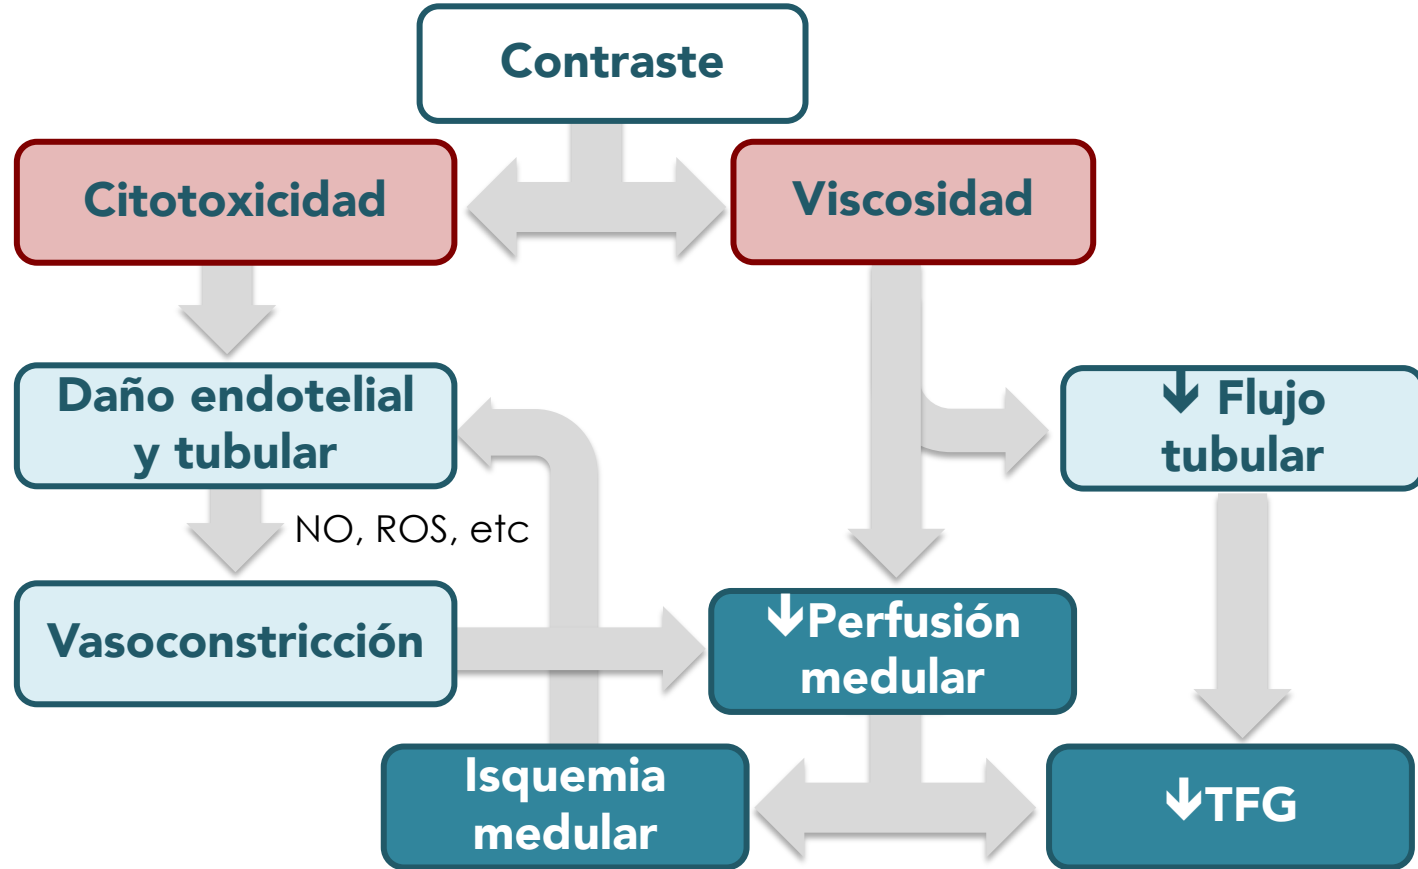 Contraste
Citotoxicidad
Viscosidad
Daño endotelial
y tubular
↓ Flujo
tubular
NO, ROS, etc
Vasoconstricción
↓Perfusión
medular
Isquemia
medular
↓TFG